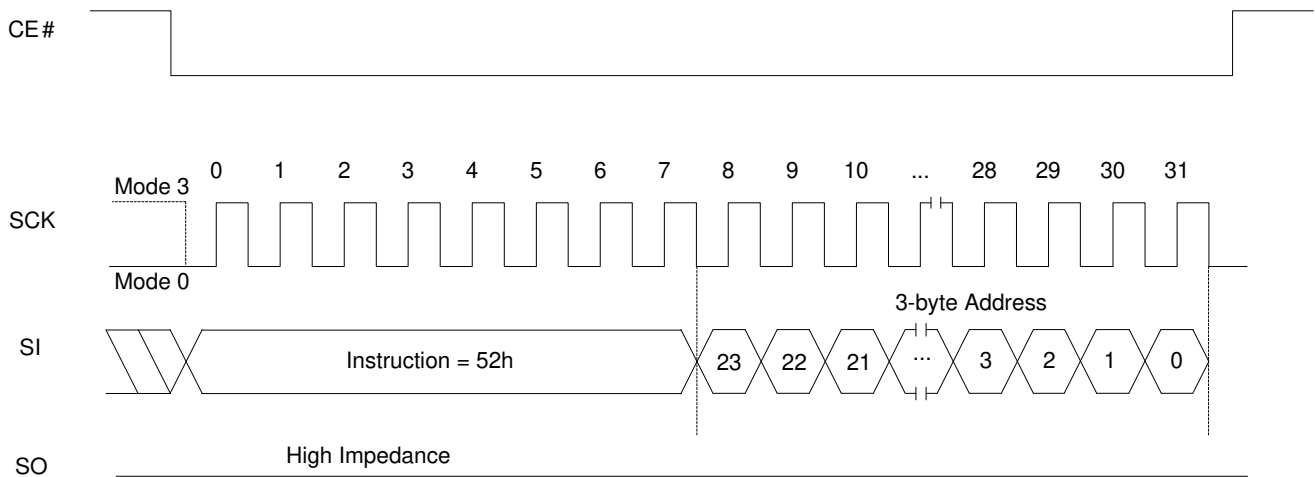 CE#
0 1 2 3 4 5 6 7 8 9 10 ... 28 29 30 31
Mode 3
SCK
Mode 0
3-byte Address
SI
Instruction = 52h
23 22 21 ... 3 2 1 0
High Impedance
SO